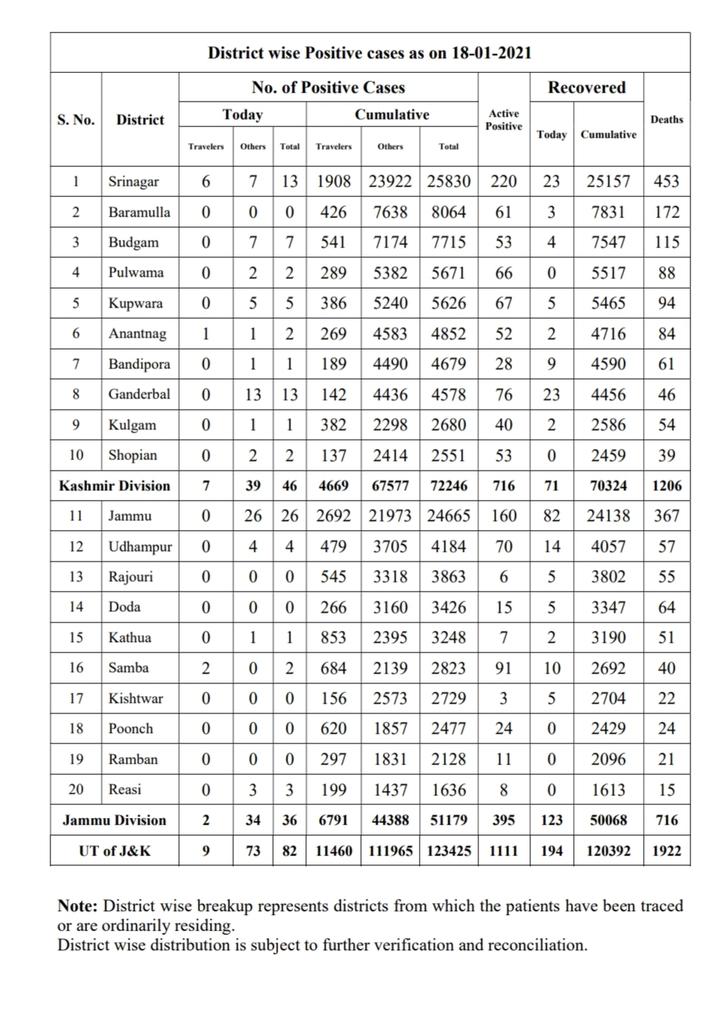 District wise Positive cases as on 18-01-2021
S. No. District No. of Positive Cases Active Positive Recovered Deaths
Today Cumulative Today Cumulative
Travelers Others Total Travelers Others Total
1 Srinagar 6 7 13 1908 23922 25830 220 23 25157 453
2 Baramulla 0 0 0 426 7638 8064 61 3 7831 172
3 Budgam 0 7 7 541 7174 7715 53 4 7547 115
4 Pulwama 0 2 2 289 5382 5671 66 0 5517 88
5 Kupwara 0 5 5 386 5240 5626 67 5 5465 94
6 Anantnag 1 1 2 269 4583 4852 52 2 4716 84
7 Bandipora 0 1 1 189 4490 4679 28 9 4590 61
8 Ganderbal 0 13 13 142 4436 4578 76 23 4456 46
9 Kulgam 0 1 1 382 2298 2680 40 2 2586 54
10 Shopian 0 2 2 137 2414 2551 53 0 2459 39
Kashmir Division 7 39 46 4669 67577 72246 716 71 70324 1206
11 Jammu 0 26 26 2692 21973 24665 160 82 24138 367
12 Udhampur 0 4 4 479 3705 4184 70 14 4057 57
13 Rajouri 0 0 0 545 3318 3863 6 5 3802 55
14 Doda 0 0 0 266 3160 3426 15 5 3347 64
15 Kathua 0 1 1 853 2395 3248 7 2 3190 51
16 Samba 2 0 2 684 2139 2823 91 10 2692 40
17 Kishtwar 0 0 0 156 2573 2729 3 5 2704 22
18 Poonch 0 0 0 620 1857 2477 24 0 2429 24
19 Ramban 0 0 0 297 1831 2128 11 0 2096 21
20 Reasi 0 3 3 199 1437 1636 8 0 1613 15
Jammu Division 2 34 36 6791 44388 51179 395 123 50068 716
UT of J&K 9 73 82 11460 111965 123425 1111 194 120392 1922
Note: District wise breakup represents districts from which the patients have been traced
or are ordinarily residing.
District wise distribution is subject to further verification and reconciliation.